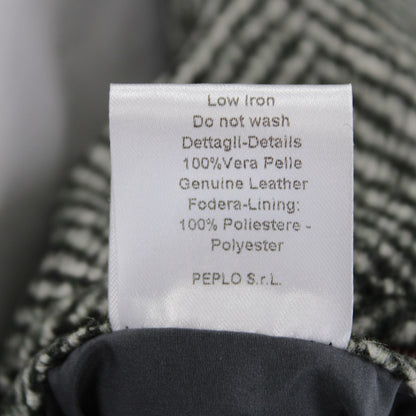 Low Iron
Do not wash
Dettagli-Details
100%Vera Pelle
Genuine Leather
Fodera-Lining:
100% Poliestere -
Polyester
PEPLO S.r.L.